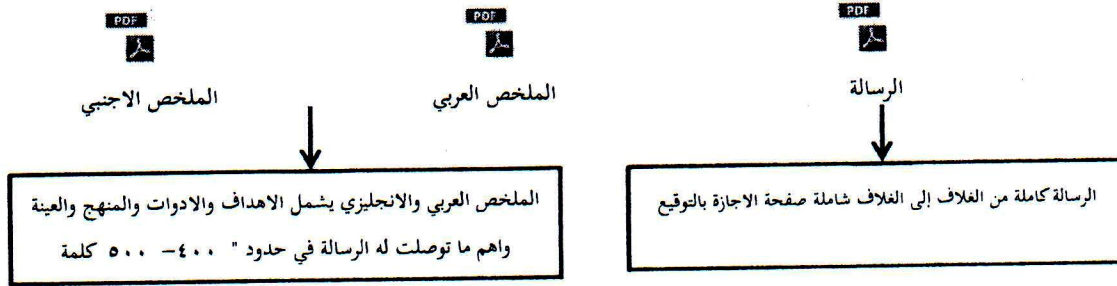 PDF
الرسالة
الرسالة كاملة من الغلاف إلى الغلاف شاملة صفحة الاجازة بالتوقيع
PDF
الملخص العربي
PDF
الملخص الاجنبي
الملخص العربي والانجليزي يشمل الاهداف والادوات والمنهج والعينة
واهم ما توصلت له الرسالة في حدود " ٤٠٠– ٥٠٠ كلمة